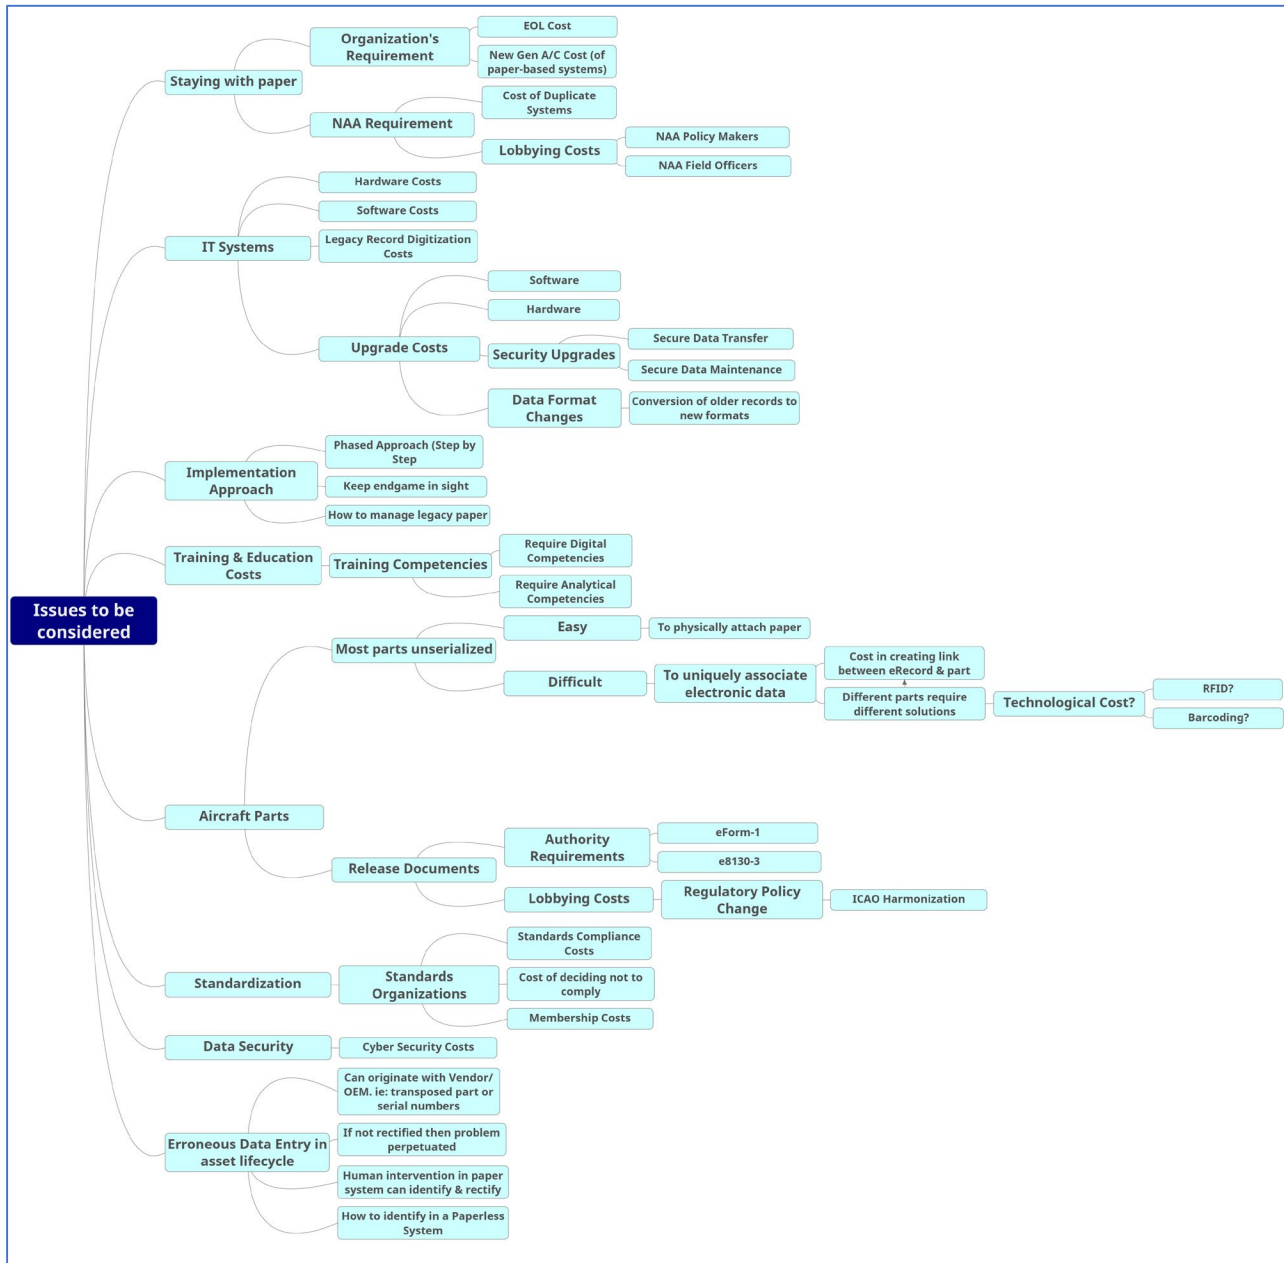 EOL Cost
Organization's
Requirement
New Gen A/C Cost (of
paper-based systems)
Staying with paper
Cost of Duplicate
Systems
NAA Requirement
NAA Policy Makers
Lobbying Costs
NAA Field Officers
Hardware Costs
Software Costs
IT Systems
Legacy Record Digitization
Costs
Software
Hardware
Upgrade Costs
Security Upgrades
Secure Data Transfer
Secure Data Maintenance
Data Format
Changes
Conversion of older records to
new formats
Phased Approach (Step by
Step
Implementation
Approach
Keep endgame in sight
How to manage legacy paper
Training & Education
Costs
Training Competencies
Require Digital
Competencies
Require Analytical
Competencies
Issues to be
considered
Most parts unserialized
Easy
To physically attach paper
Difficult
To uniquely associate
electronic data
Cost in creating link
between eRecord & part
Different parts require
different solutions
Technological Cost?
RFID?
Barcoding?
Aircraft Parts
Release Documents
Authority
Requirements
eForm-1
e8130-3
Lobbying Costs
Regulatory Policy
Change
ICAO Harmonization
Standardization
Standards
Organizations
Standards Compliance
Costs
Cost of deciding not to
comply
Membership Costs
Data Security
Cyber Security Costs
Erroneous Data Entry in
asset lifecycle
Can originate with Vendor/
OEM. ie: transposed part or
serial numbers
If not rectified then problem
perpetuated
Human intervention in paper
system can identify & rectify
How to identify in a Paperless
System